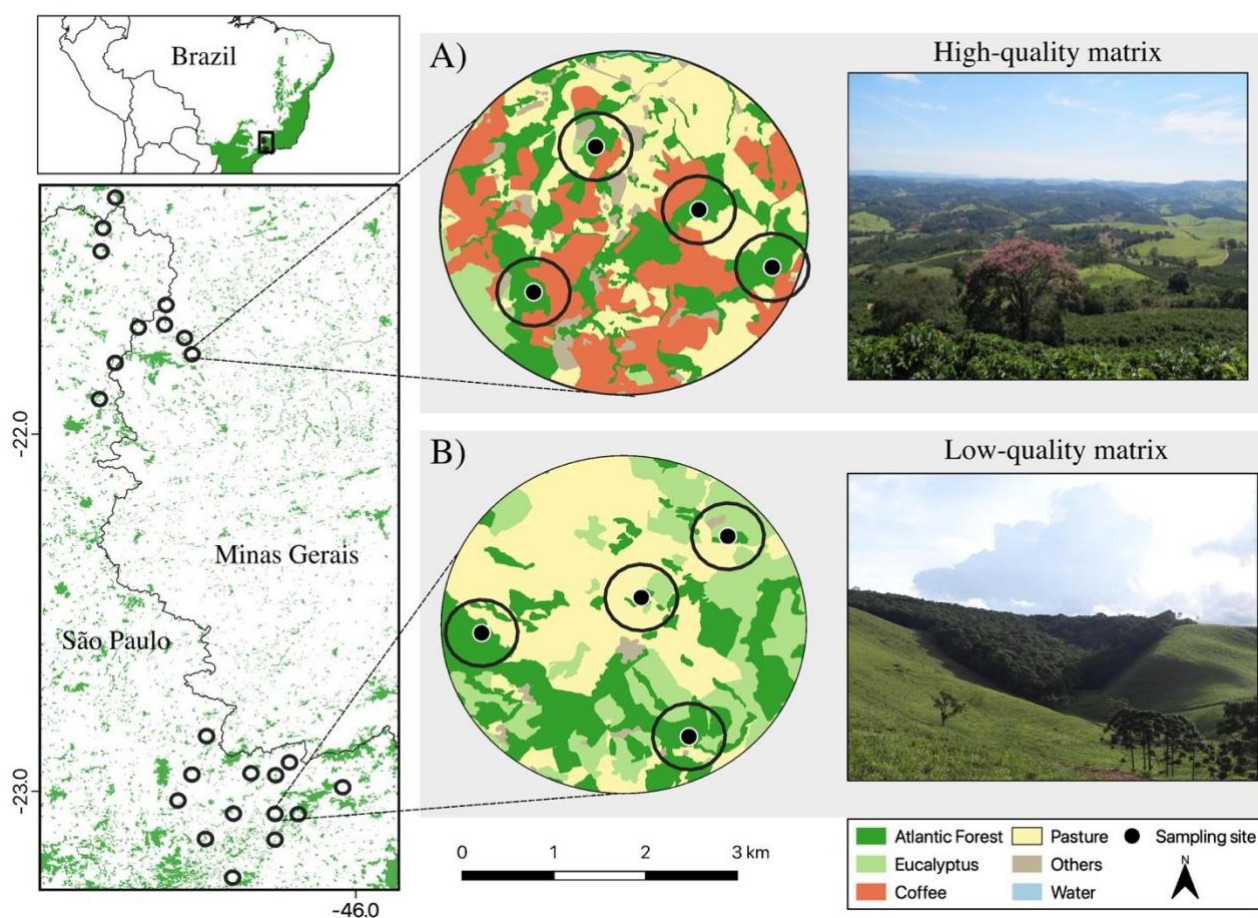 Brazil
-22.0
-23.0
-46.0
Minas Gerais
São Paulo
A)
High-quality matrix
B)
Low-quality matrix
0 1 2 3 km
Atlantic Forest
Eucalyptus
Coffee
Pasture
Others
Water
Sampling site
N